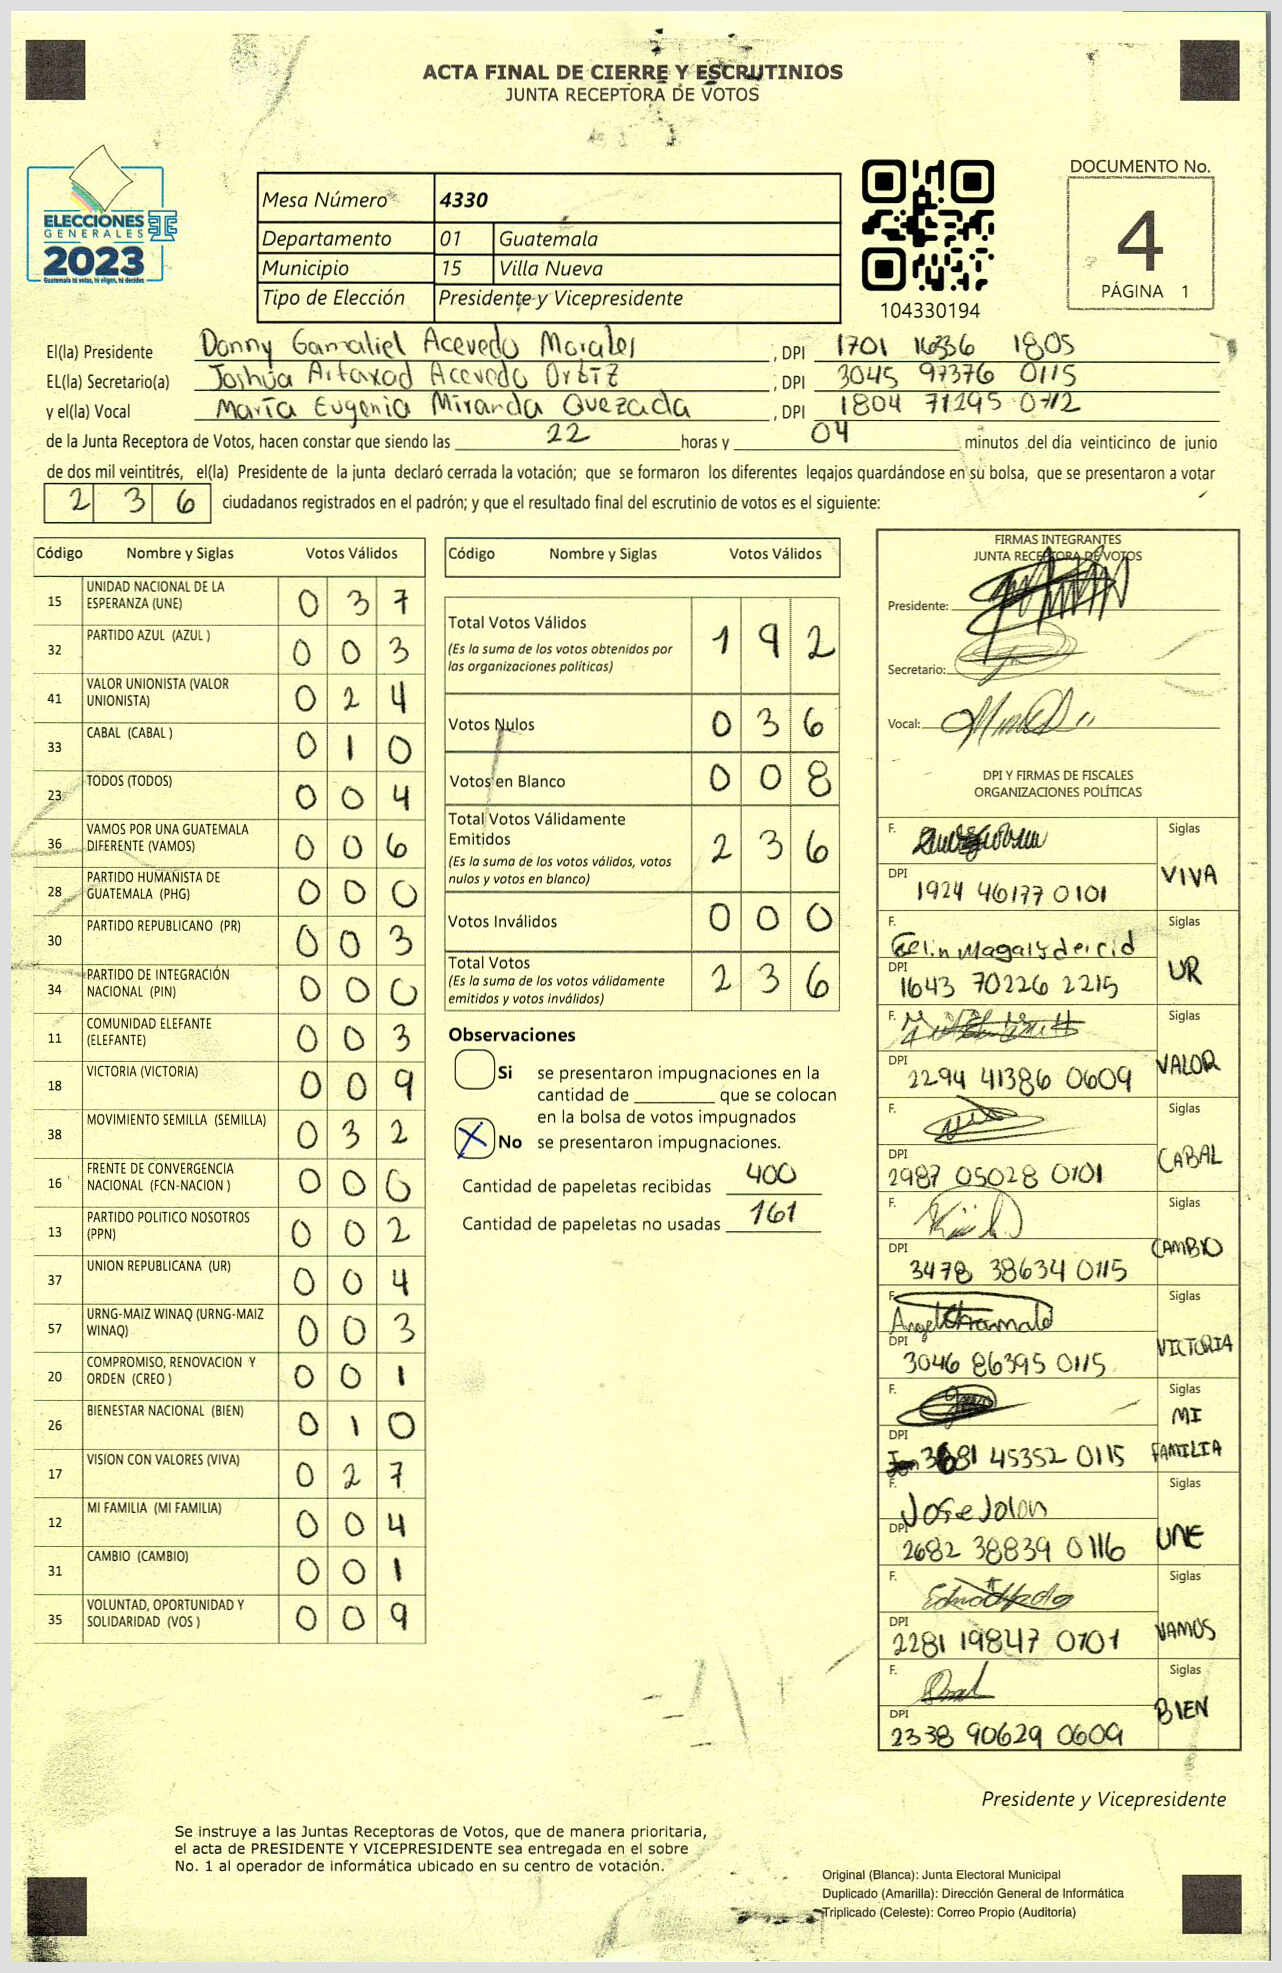 ACTA FINAL DE CIERRE Y ESCRUTINIOS
JUNTA RECEPTORA DE VOTOS
ELECCIONES
GENERALES
2023
Guatemala tú votas, tú eliges, tú decides
Mesa Número 4330
Departamento 01 Guatemala
Municipio 15 Villa Nueva
Tipo de Elección Presidente y Vicepresidente
104330194
DOCUMENTO No.
4
PÁGINA 1
El(la) Presidente Donny Gamaliel Acevedo Morales, DPI 1701 16336 1805
EL(la) Secretario(a) Joshua Artaxad Acevedo Ortiz, DPI 3045 97376 0115
y el(la) Vocal María Eugenia Miranda Quezada, DPI 1804 71295 0712
de la Junta Receptora de Votos, hacen constar que siendo las 22 horas y 04 minutos del día veinticinco de junio
de dos mil veintitrés, el(la) Presidente de la junta declaró cerrada la votación; que se formaron los diferentes legajos guardándose en su bolsa, que se presentaron a votar
236 ciudadanos registrados en el padrón; y que el resultado final del escrutinio de votos es el siguiente:
Código Nombre y Siglas Votos Válidos
15 UNIDAD NACIONAL DE LA ESPERANZA (UNE) 0 3 7
32 PARTIDO AZUL (AZUL ) 0 0 3
41 VALOR UNIONISTA (VALOR UNIONISTA) 0 2 4
33 CABAL (CABAL ) 0 1 0
23 TODOS (TODOS) 0 0 4
36 VAMOS POR UNA GUATEMALA DIFERENTE (VAMOS) 0 0 6
28 PARTIDO HUMANISTA DE GUATEMALA (PHG) 0 0 0
30 PARTIDO REPUBLICANO (PR) 0 0 3
34 PARTIDO DE INTEGRACIÓN NACIONAL (PIN) 0 0 0
11 COMUNIDAD ELEFANTE (ELEFANTE) 0 0 3
18 VICTORIA (VICTORIA) 0 0 9
38 MOVIMIENTO SEMILLA (SEMILLA) 0 3 2
16 FRENTE DE CONVERGENCIA NACIONAL (FCN-NACION ) 0 0 0
13 PARTIDO POLITICO NOSOTROS (PPN) 0 0 2
37 UNION REPUBLICANA (UR) 0 0 4
57 URNG-MAIZ WINAQ (URNG-MAIZ WINAQ) 0 0 3
20 COMPROMISO, RENOVACION Y ORDEN (CREO ) 0 0 1
26 BIENESTAR NACIONAL (BIEN) 0 1 0
17 VISION CON VALORES (VIVA) 0 2 7
12 MI FAMILIA (MI FAMILIA) 0 0 4
31 CAMBIO (CAMBIO) 0 0 1
35 VOLUNTAD, OPORTUNIDAD Y SOLIDARIDAD (VOS ) 0 0 9
Código Nombre y Siglas Votos Válidos
Total Votos Válidos 1 9 2
(Es la suma de los votos obtenidos por
las organizaciones políticas)
Votos Nulos 0 3 6
Votos en Blanco 0 0 8
Total Votos Válidamente
Emitidos 2 3 6
(Es la suma de los votos válidos, votos
nulos y votos en blanco)
Votos Inválidos 0 0 0
Total Votos 2 3 6
(Es la suma de los votos válidamente
emitidos y votos inválidos)
Observaciones
Si se presentaron impugnaciones en la
cantidad de ________ que se colocan
en la bolsa de votos impugnados
X No se presentaron impugnaciones.
Cantidad de papeletas recibidas 400
Cantidad de papeletas no usadas 161
FIRMAS INTEGRANTES
JUNTA RECEPTORA DE VOTOS
Presidente:
Secretario:
Vocal:
DPI Y FIRMAS DE FISCALES
ORGANIZACIONES POLÍTICAS
F. Siglas
DPI 1924 46177 0101 VIVA
F. Magaly de cid Siglas
DPI 1643 70226 2215 UR
F. Siglas
DPI 2294 41386 0609 VALOR
F. Siglas
DPI 2987 05028 0101 CABAL
F. Siglas
DPI 3478 38634 0115 CAMBIO
F. Angel Siglas
DPI 3046 86395 0115 VICTORIA
F. Siglas
DPI 3681 45352 0115 MI FAMILIA
F. Jose Jolon Siglas
DPI 2682 38839 0116 UNE
F. Siglas
DPI 2281 19847 0101 VAMOS
F. Siglas
DPI 2338 90629 0609 BIEN
Presidente y Vicepresidente
Se instruye a las Juntas Receptoras de Votos, que de manera prioritaria,
el acta de PRESIDENTE Y VICEPRESIDENTE sea entregada en el sobre
No. 1 al operador de informática ubicado en su centro de votación.
Original (Blanca): Junta Electoral Municipal
Duplicado (Amarilla): Dirección General de Informática
Triplicado (Celeste): Correo Propio (Auditoría)